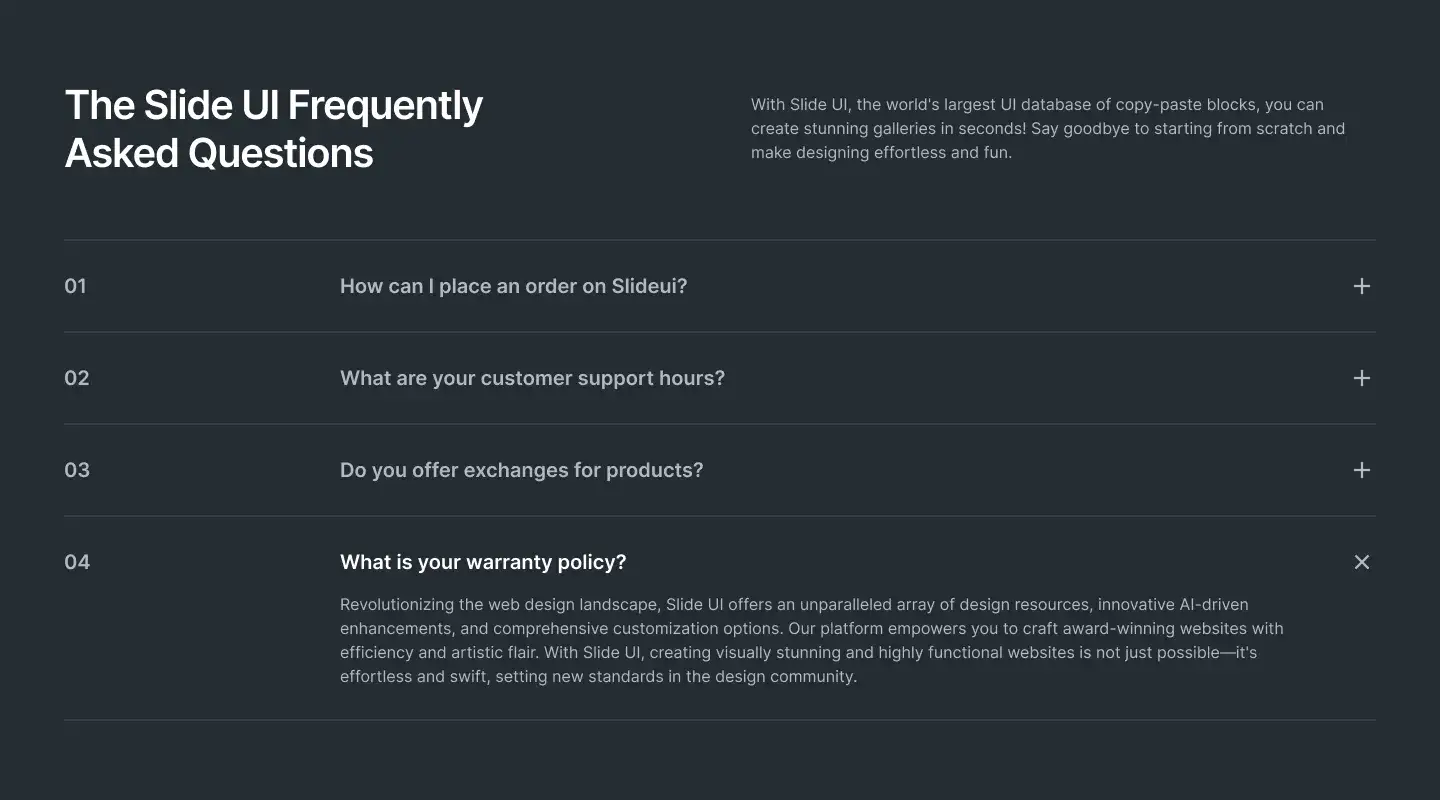 The Slide UI Frequently
Asked Questions
With Slide UI, the world's largest UI database of copy-paste blocks, you can
create stunning galleries in seconds! Say goodbye to starting from scratch and
make designing effortless and fun.
01
How can I place an order on Slideui?
02
What are your customer support hours?
03
Do you offer exchanges for products?
04
What is your warranty policy?
Revolutionizing the web design landscape, Slide UI offers an unparalleled array of design resources, innovative AI-driven
enhancements, and comprehensive customization options. Our platform empowers you to craft award-winning websites with
efficiency and artistic flair. With Slide UI, creating visually stunning and highly functional websites is not just possible—it's
effortless and swift, setting new standards in the design community.